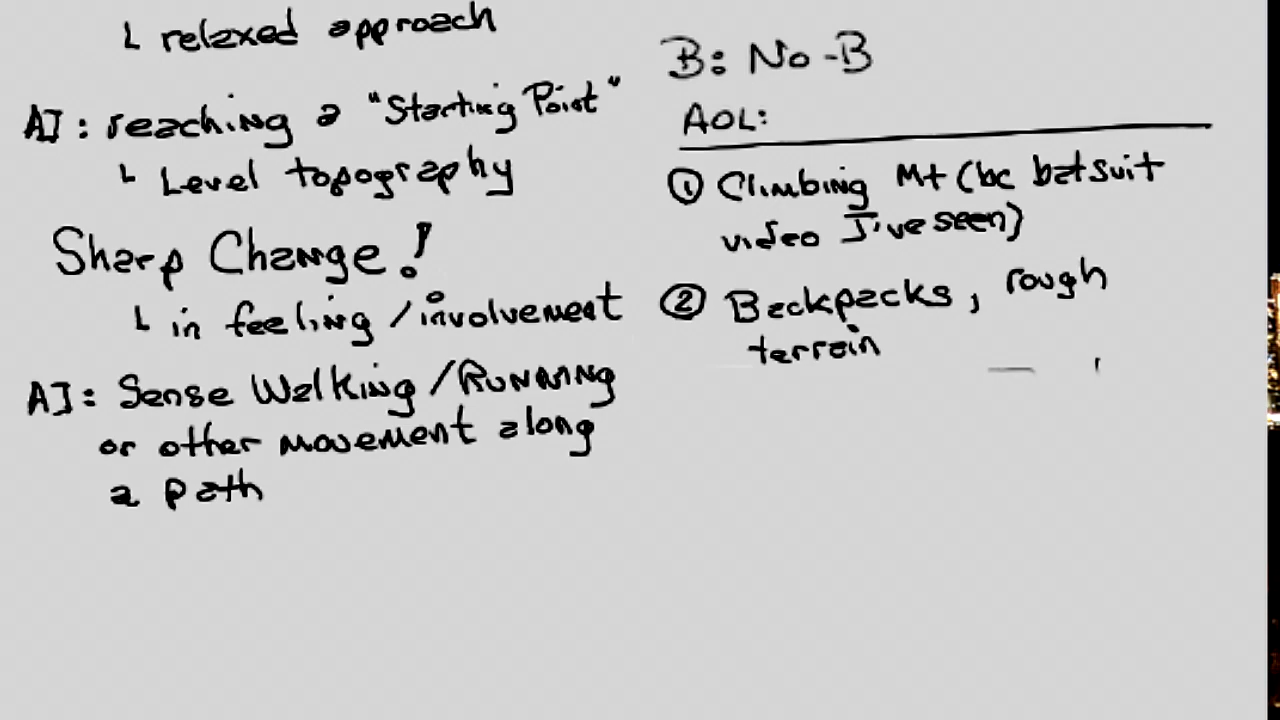 └ relaxed approach
AI: reaching a "Starting Point"
└ Level topography
Sharp Change!
└ in feeling/involvement
AI: Sense Walking/Running
or other movement along
a path
B: No-B
AOL:
① Climbing Mt (bc batsuit
video I've seen)
② Backpacks, rough
terrain